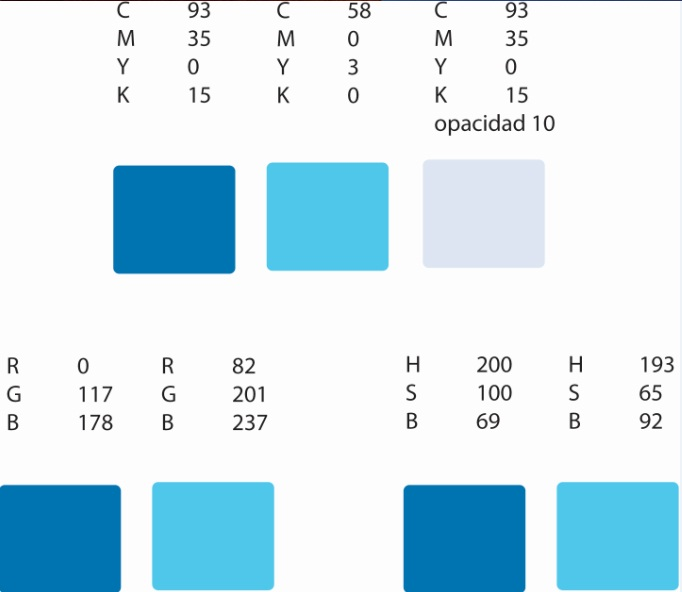 C 93 C 58 C 93
M 35 M 0 M 35
Y 0 Y 3 Y 0
K 15 K 0 K 15
opacidad 10
R 0 R 82 H 200 H 193
G 117 G 201 S 100 S 65
B 178 B 237 B 69 B 92